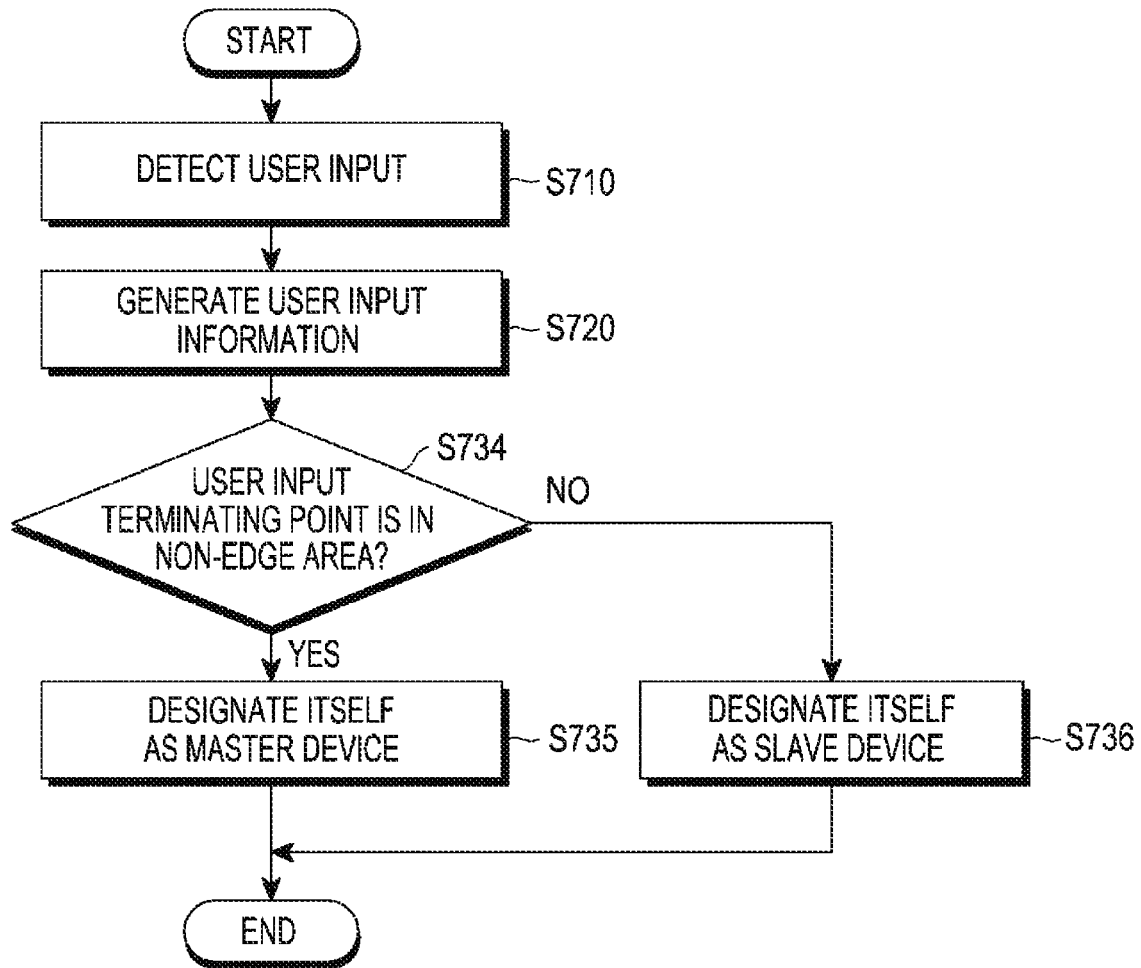 START
DETECT USER INPUT
S710
GENERATE USER INPUT
INFORMATION
S720
S734
USER INPUT
TERMINATING POINT IS IN
NON-EDGE AREA?
NO
YES
DESIGNATE ITSELF
AS MASTER DEVICE
S735
DESIGNATE ITSELF
AS SLAVE DEVICE
S736
END